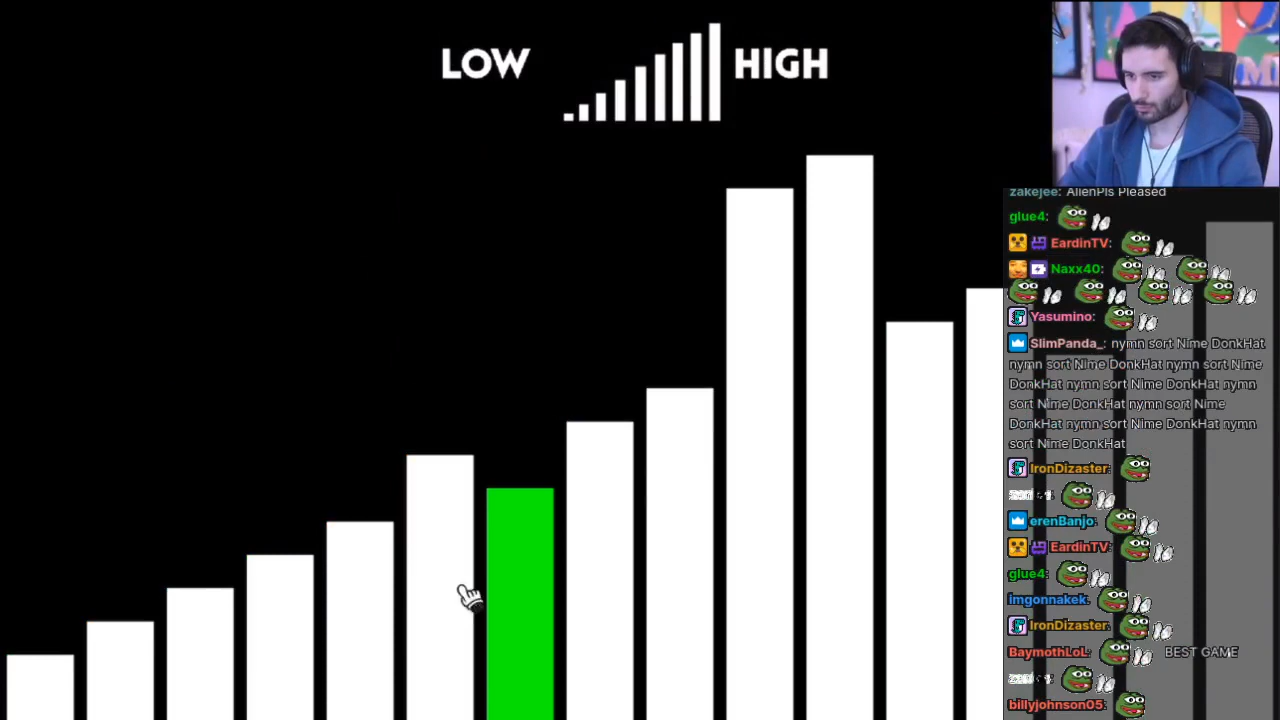 LOW HIGH
zakejee: AlienPls Pleased
glue4:
EardinTV:
Naxx40:
Yasumino:
SlimPanda_: nymn sort Nime DonkHat
nymn sort Nime DonkHat nymn sort Nime
DonkHat nymn sort Nime DonkHat nymn
sort Nime DonkHat nymn sort Nime
DonkHat nymn sort Nime DonkHat nymn
sort Nime DonkHat
IronDizaster:
erenBanjo:
EardinTV:
glue4:
imgonnakek:
IronDizaster:
BaymothLoL: BEST GAME
billyjohnson05: